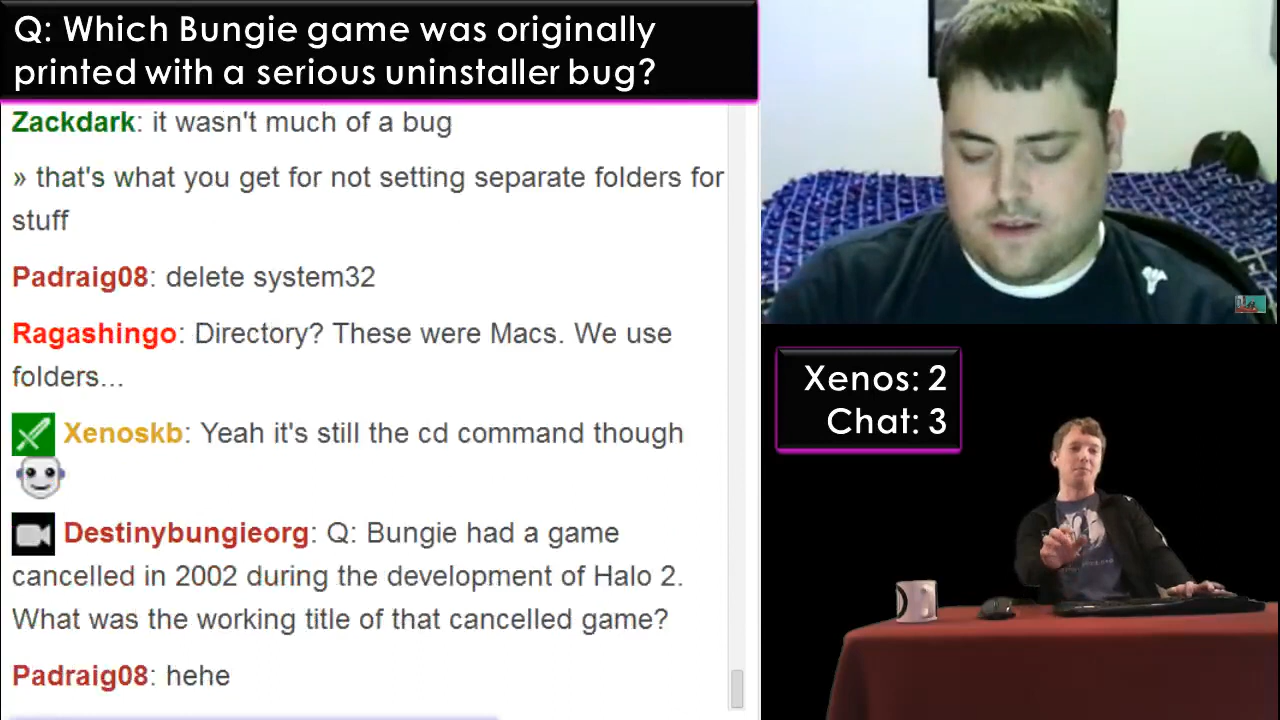 Q: Which Bungie game was originally
printed with a serious uninstaller bug?
Zackdark: it wasn't much of a bug
» that's what you get for not setting separate folders for
stuff
Padraig08: delete system32
Ragashingo: Directory? These were Macs. We use
folders...
Xenoskb: Yeah it's still the cd command though
Destinybungieorg: Q: Bungie had a game
cancelled in 2002 during the development of Halo 2.
What was the working title of that cancelled game?
Padraig08: hehe
Xenos: 2
Chat: 3